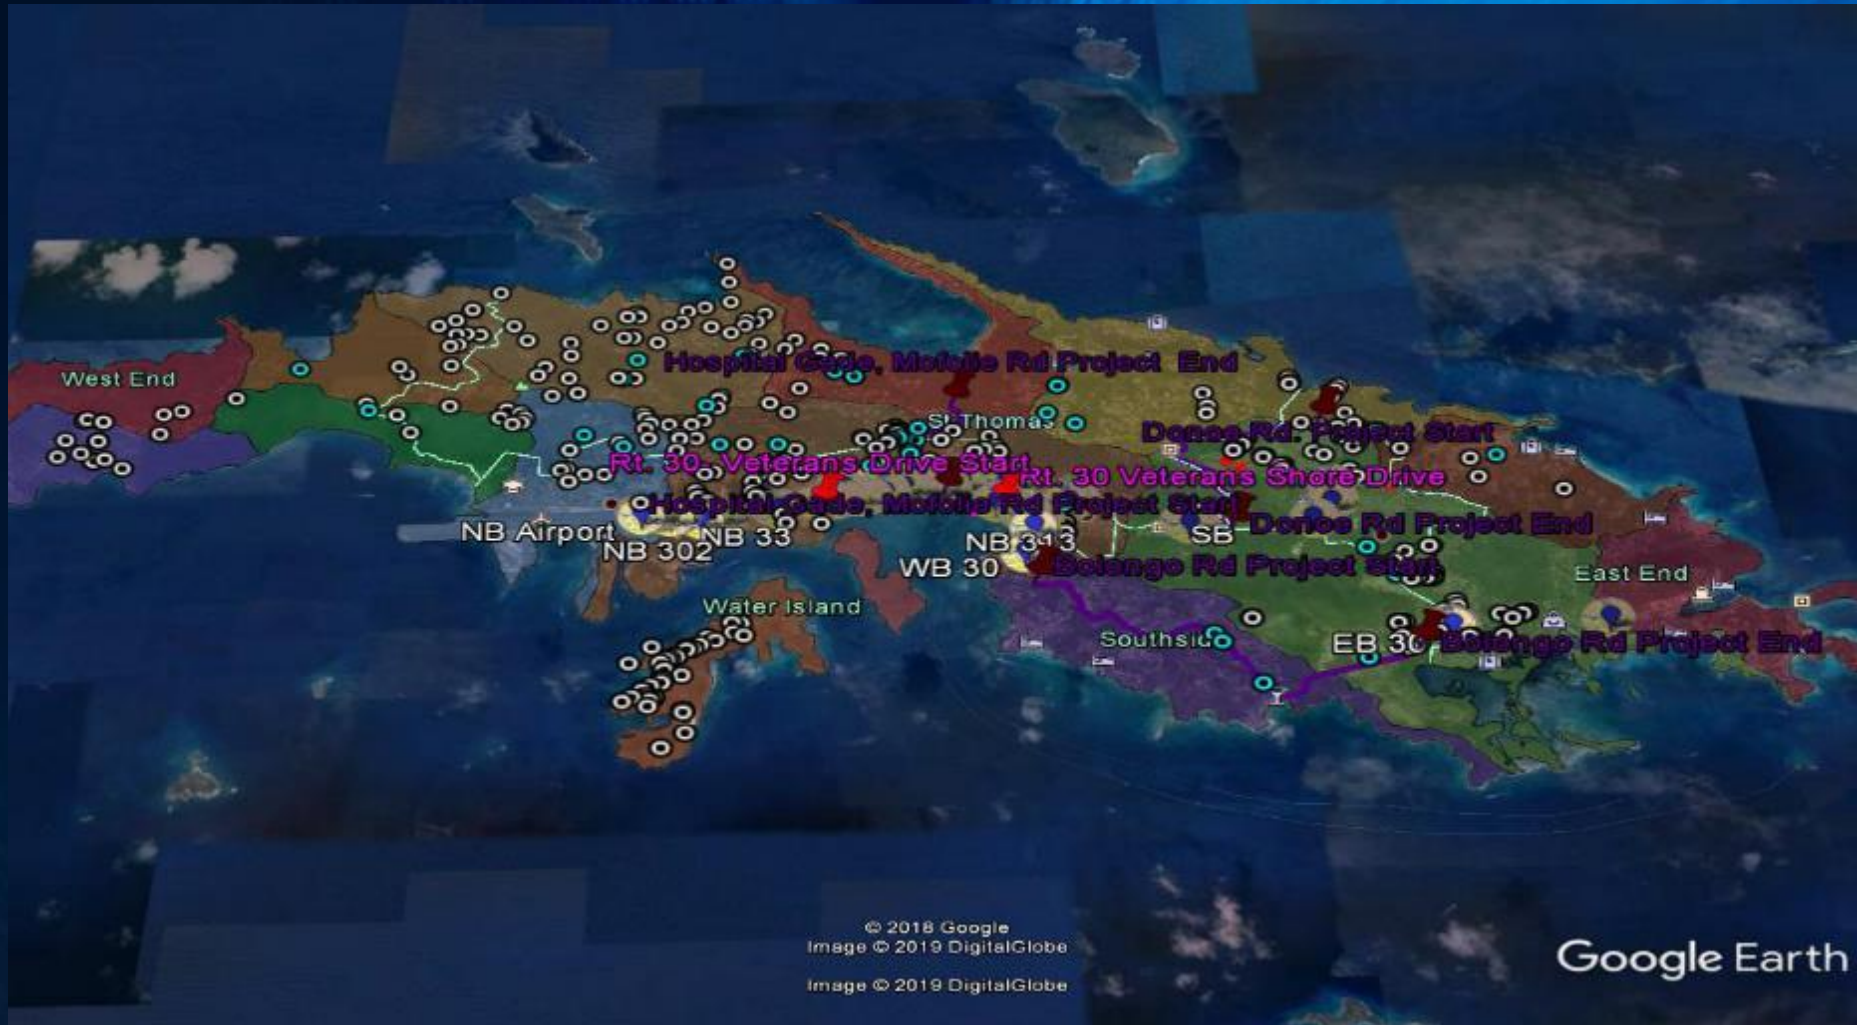 Hospital Gade, Mofolie Rd Project End
West End
St Thomas
Donoe Rd. Project Start
Rt. 30 Veterans Drive Start
Rt. 30 Veterans Shore Drive
Hospital Gade, Mofolie Rd Project Start
Donoe Rd Project End
NB Airport
NB 302
NB 33
NB 313
SB
WB 30
Bolongo Rd Project Start
East End
Water Island
Southside
EB 30
Bolongo Rd Project End
© 2018 Google
Image © 2019 DigitalGlobe
Image © 2019 DigitalGlobe
Google Earth